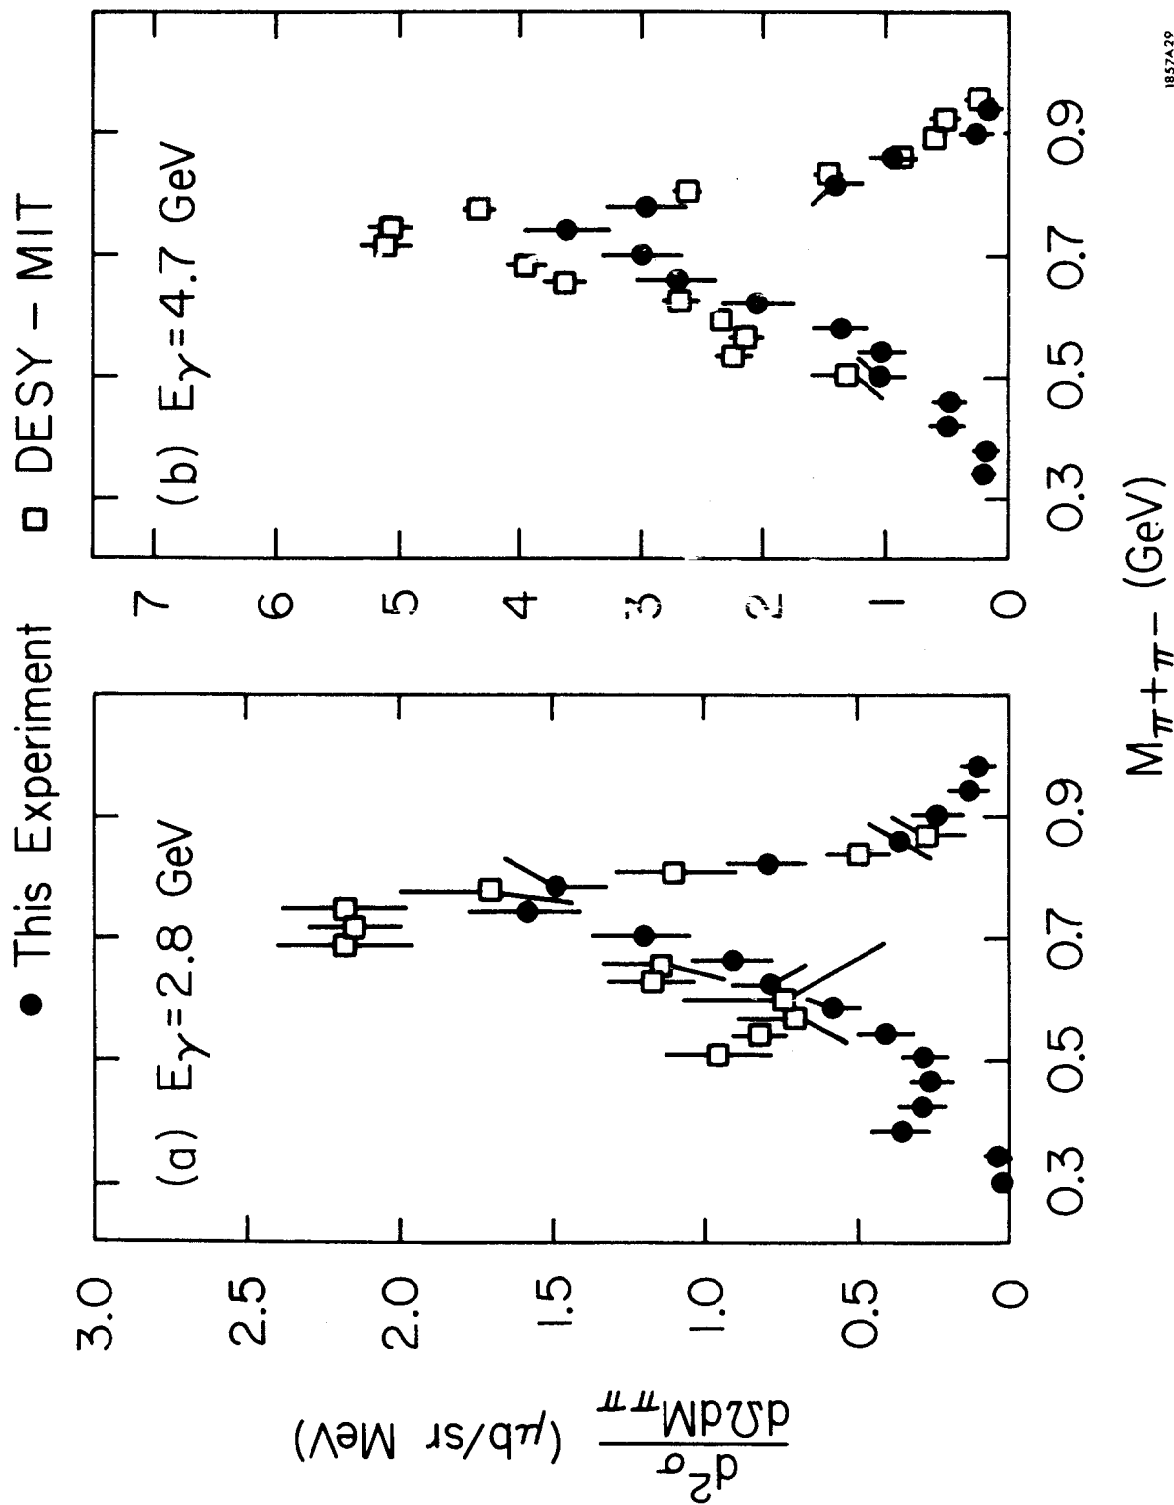 ● This Experiment □ DESY – MIT
(a) Eγ=2.8 GeV
(b) Eγ=4.7 GeV
d²σ
dΩdMππ
(μb/sr MeV)
3.0
2.5
2.0
1.5
1.0
0.5
0
7
6
5
4
3
2
1
0
0.3 0.5 0.7 0.9
0.3 0.5 0.7 0.9
Mπ+π− (GeV)
1857A29